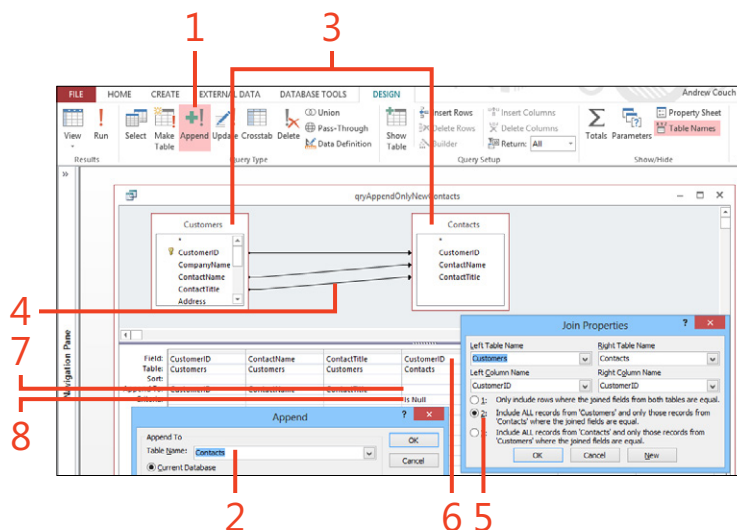 1
3
FILE HOME CREATE EXTERNAL DATA DATABASE TOOLS DESIGN Andrew Couch
View Run Select Make Table Append Update Crosstab Delete Union Pass-Through Data Definition Show Table Insert Rows Delete Rows Builder Insert Columns Delete Columns Return: All Totals Parameters Property Sheet Table Names
Results Query Type Query Setup Show/Hide
qryAppendOnlyNewContacts
Customers
*
CustomerID
CompanyName
ContactName
ContactTitle
Address
Contacts
*
CustomerID
ContactName
ContactTitle
4
7
8
Navigation Pane
Field: CustomerID ContactName ContactTitle CustomerID
Table: Customers Customers Customers Contacts
Sort:
Append To: CustomerID ContactName ContactTitle
Criteria: Is Null
Append
Append To
Table Name: Contacts
Current Database
OK
Cancel
Join Properties
Left Table Name Right Table Name
Customers Contacts
Left Column Name Right Column Name
CustomerID CustomerID
1: Only include rows where the joined fields from both tables are equal.
2: Include ALL records from 'Customers' and only those records from
'Contacts' where the joined fields are equal.
3: Include ALL records from 'Contacts' and only those records from
'Customers' where the joined fields are equal.
OK Cancel New
2
6 5